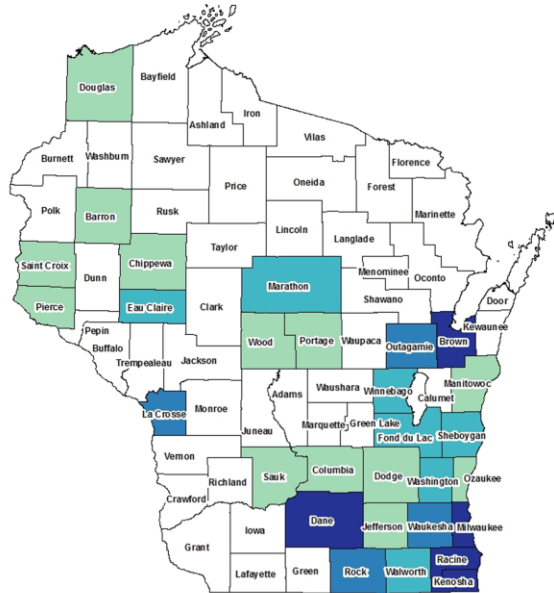 Douglas
Bayfield
Ashland
Iron
Vilas
Burnett
Washburn
Sawyer
Price
Oneida
Forest
Florence
Marinette
Polk
Barron
Rusk
Taylor
Lincoln
Langlade
Saint Croix
Dunn
Chippewa
Menominee
Oconto
Marathon
Pierce
Eau Claire
Clark
Shawano
Door
Pepin
Kewaunee
Buffalo
Wood
Portage
Waupaca
Outagamie
Brown
Trempealeau
Jackson
Manitowoc
Adams
Waushara
Winnebago
Calumet
La Crosse
Monroe
Juneau
Marquette
Green Lake
Fond du Lac
Sheboygan
Vernon
Richland
Sauk
Columbia
Dodge
Washington
Ozaukee
Crawford
Iowa
Dane
Jefferson
Waukesha
Milwaukee
Grant
Lafayette
Green
Rock
Walworth
Racine
Kenosha